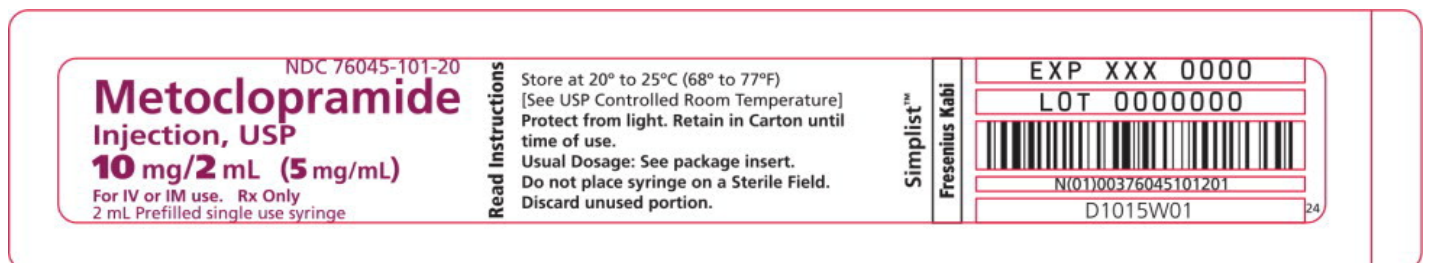 NDC 76045-101-20
Metoclopramide
Injection, USP
10 mg/2 mL (5 mg/mL)
For IV or IM use. Rx Only
2 mL Prefilled single use syringe
Read Instructions
Store at 20° to 25°C (68° to 77°F)
[See USP Controlled Room Temperature]
Protect from light. Retain in Carton until
time of use.
Usual Dosage: See package insert.
Do not place syringe on a Sterile Field.
Discard unused portion.
Simplist™
Fresenius Kabi
EXP XXX 0000
LOT 0000000
N(01)00376045101201
D1015W01
24